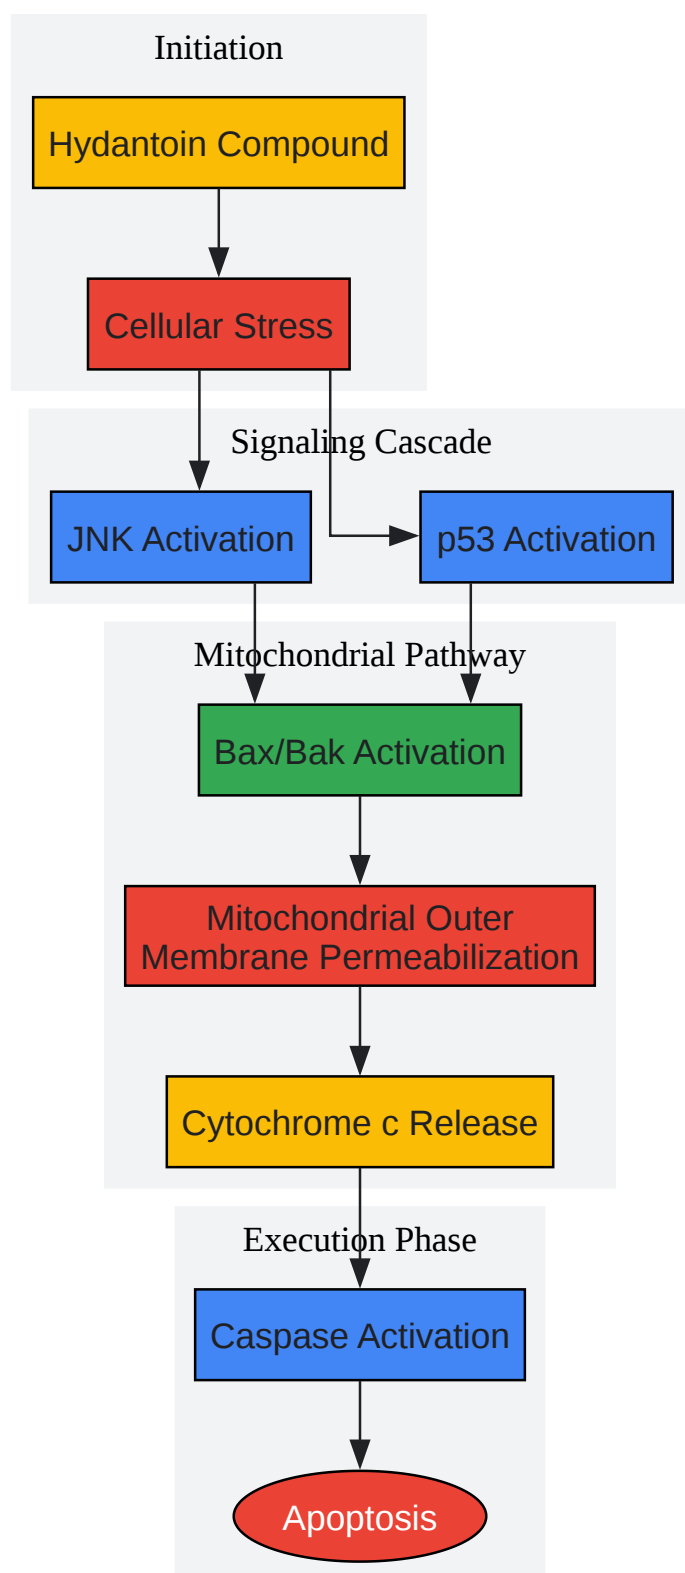 Initiation
Hydantoin Compound
Cellular Stress
Signaling Cascade
JNK Activation
p53 Activation
Mitochondrial Pathway
Bax/Bak Activation
Mitochondrial Outer
Membrane Permeabilization
Cytochrome c Release
Execution Phase
Caspase Activation
Apoptosis